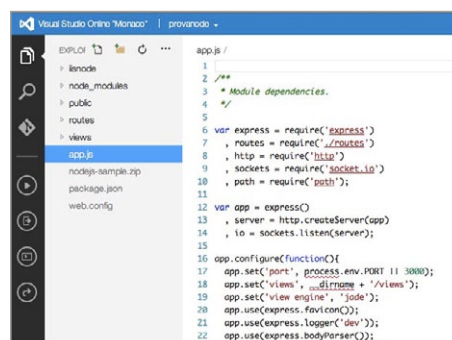 Visual Studio Online "Monaco" | provanodo
EXPLOI
app.js /
iisnode
node_modules
public
routes
views
app.js
nodejs-sample.zip
package.json
web.config
1
2 /**
3 * Module dependencies.
4 */
5
6 var express = require('express')
7 , routes = require('./routes')
8 , http = require('http')
9 , sockets = require('socket.io')
10 , path = require('path');
11
12 var app = express()
13 , server = http.createServer(app)
14 , io = sockets.listen(server);
15
16 app.configure(function(){
17 app.set('port', process.env.PORT || 3000);
18 app.set('views', __dirname + '/views');
19 app.set('view engine', 'jade');
20 app.use(express.favicon());
21 app.use(express.logger('dev'));
22 app.use(express.bodyParser());